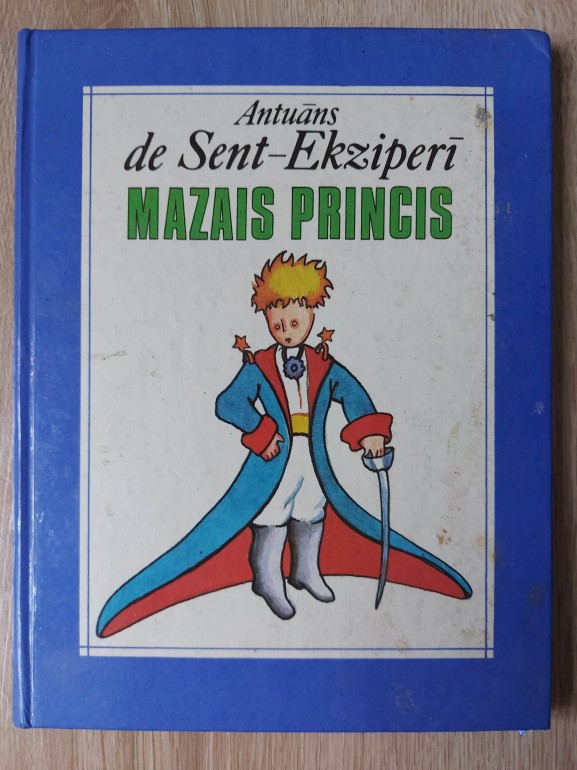 Antuāns
de Sent-Ekziperī
MAZAIS PRINCIS